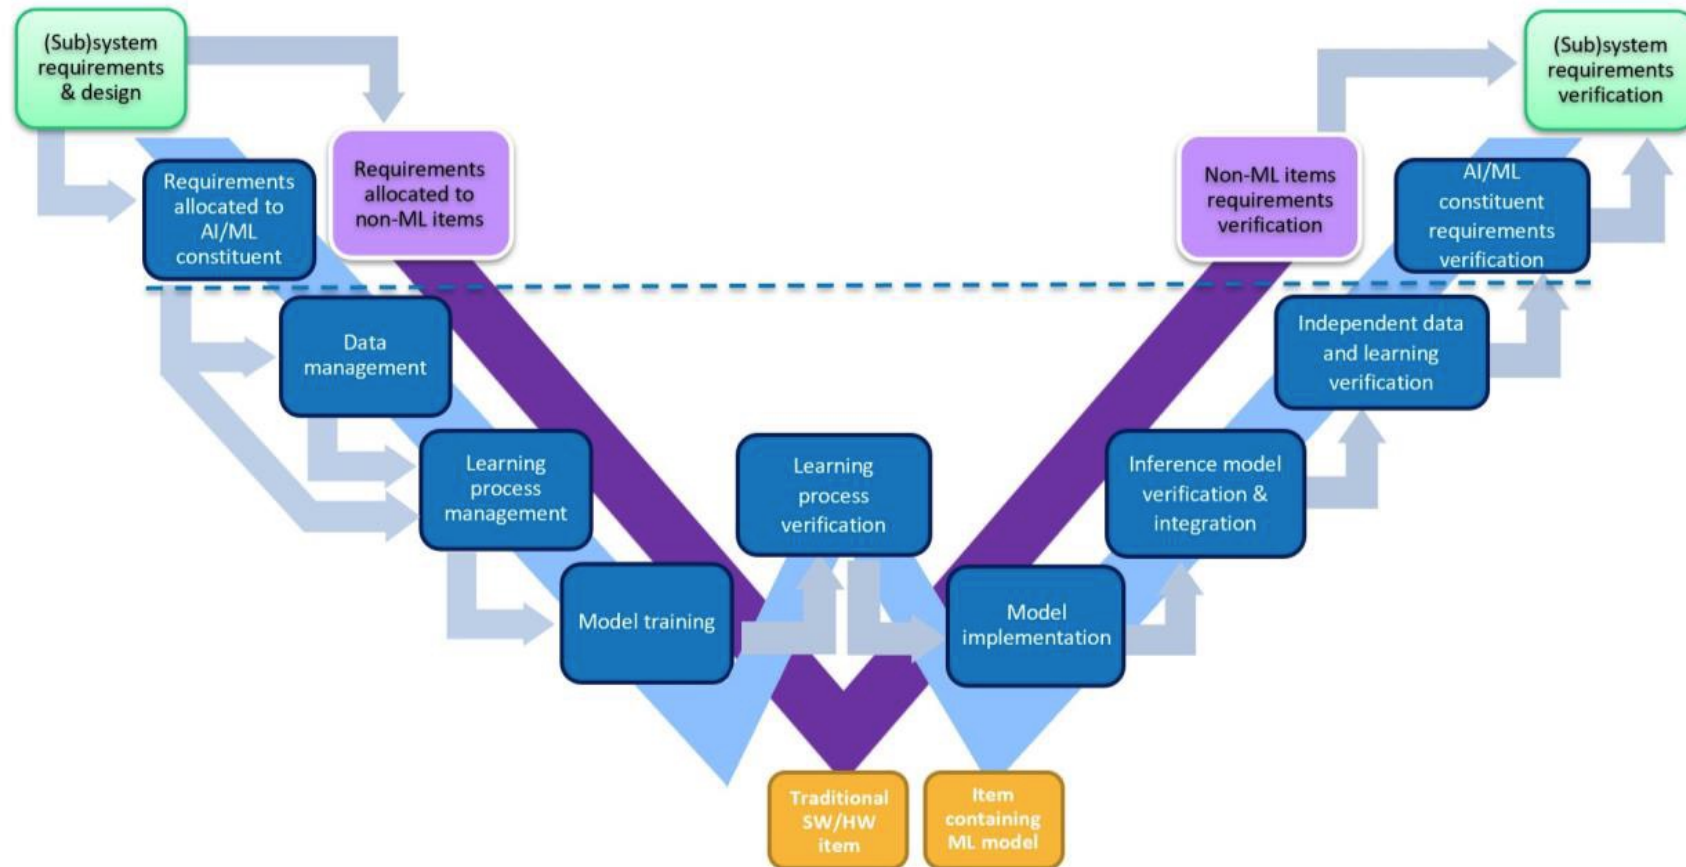 (Sub)system
requirements
& design
(Sub)system
requirements
verification
Requirements
allocated to
non-ML items
Non-ML items
requirements
verification
Requirements
allocated to
AI/ML
constituent
AI/ML
constituent
requirements
verification
Data
management
Independent data
and learning
verification
Learning
process
management
Learning
process
verification
Inference model
verification &
integration
Model training
Model
implementation
Traditional
SW/HW
item
Item
containing
ML model